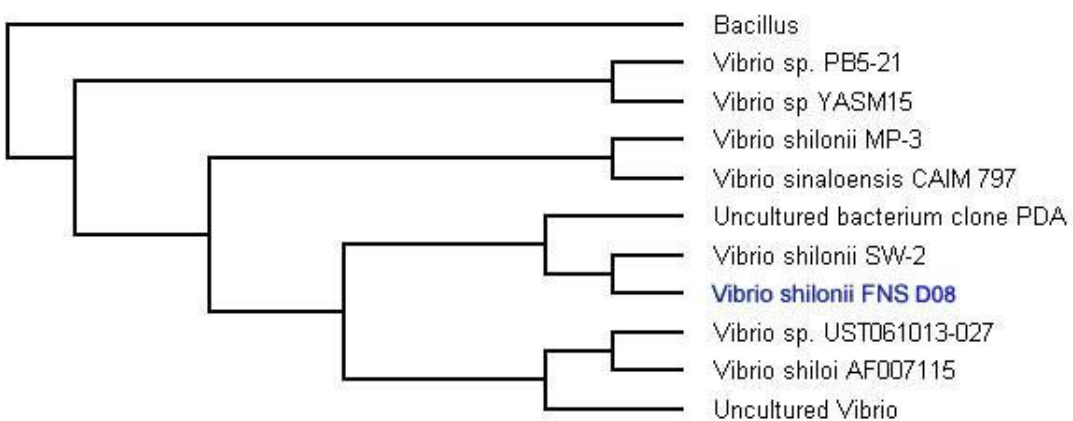 Bacillus
Vibrio sp. PB5-21
Vibrio sp YASM15
Vibrio shilonii MP-3
Vibrio sinaloensis CAIM 797
Uncultured bacterium clone PDA
Vibrio shilonii SW-2
Vibrio shilonii FNS D08
Vibrio sp. UST061013-027
Vibrio shiloi AF007115
Uncultured Vibrio